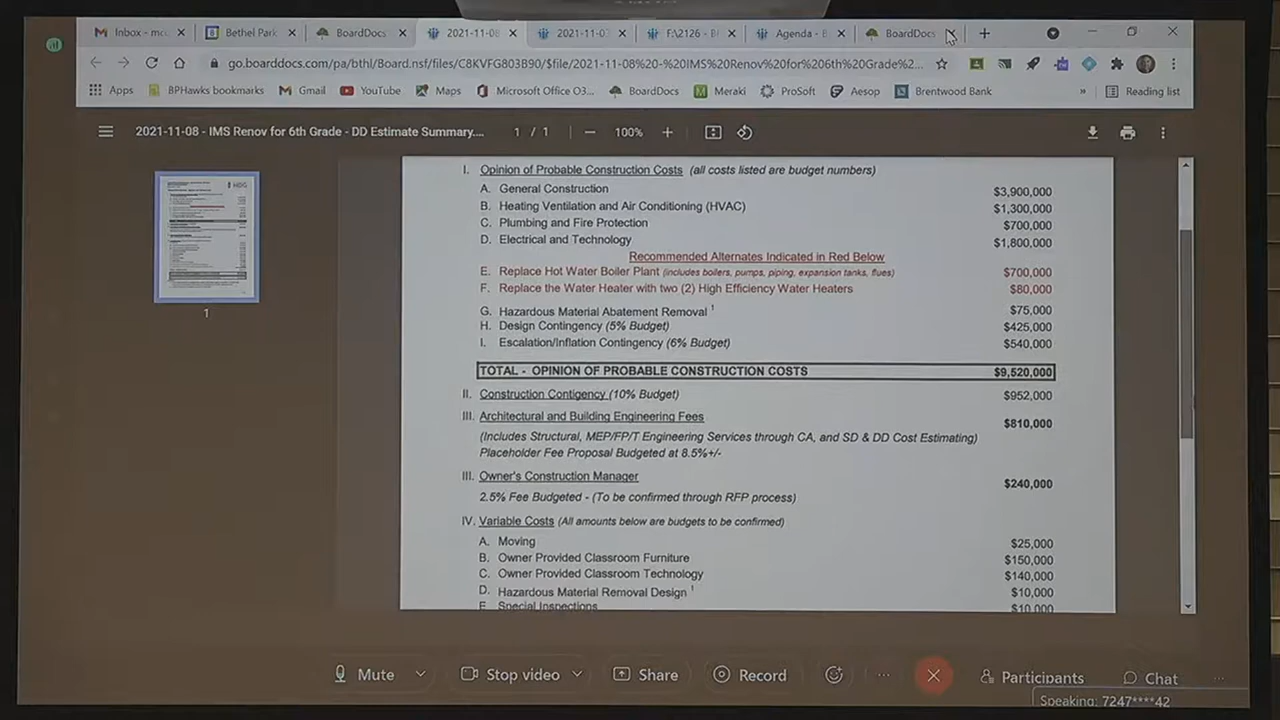 Inbox - mc
Bethel Park
BoardDocs
2021-11-08
2021-11-0
F:\2126 - B
Agenda - B
BoardDocs
go.boarddocs.com/pa/bthl/Board.nsf/files/C8KVFG803B90/$file/2021-11-08%20-%20IMS%20Renov%20for%206th%20Grade%2...
Apps BPHawks bookmarks Gmail YouTube Maps Microsoft Office O3... BoardDocs Meraki ProSoft Aesop Brentwood Bank » Reading list
2021-11-08 - IMS Renov for 6th Grade - DD Estimate Summary.... 1 / 1 − 100% +
HDG
1
I. Opinion of Probable Construction Costs (all costs listed are budget numbers)
A. General Construction $3,900,000
B. Heating Ventilation and Air Conditioning (HVAC) $1,300,000
C. Plumbing and Fire Protection $700,000
D. Electrical and Technology $1,800,000
Recommended Alternates Indicated in Red Below
E. Replace Hot Water Boiler Plant (includes boilers, pumps, piping, expansion tanks, flues) $700,000
F. Replace the Water Heater with two (2) High Efficiency Water Heaters $80,000
G. Hazardous Material Abatement Removal 1 $75,000
H. Design Contingency (5% Budget) $425,000
I. Escalation/Inflation Contingency (6% Budget) $540,000
TOTAL - OPINION OF PROBABLE CONSTRUCTION COSTS $9,520,000
II. Construction Contigency (10% Budget) $952,000
III. Architectural and Building Engineering Fees $810,000
(Includes Structural, MEP/FP/T Engineering Services through CA, and SD & DD Cost Estimating)
Placeholder Fee Proposal Budgeted at 8.5%+/-
III. Owner's Construction Manager $240,000
2.5% Fee Budgeted - (To be confirmed through RFP process)
IV. Variable Costs (All amounts below are budgets to be confirmed)
A. Moving $25,000
B. Owner Provided Classroom Furniture $150,000
C. Owner Provided Classroom Technology $140,000
D. Hazardous Material Removal Design 1 $10,000
E. Special Inspections $10,000
Mute Stop video Share Record ... Participants Chat ...
Speaking: 7247****42